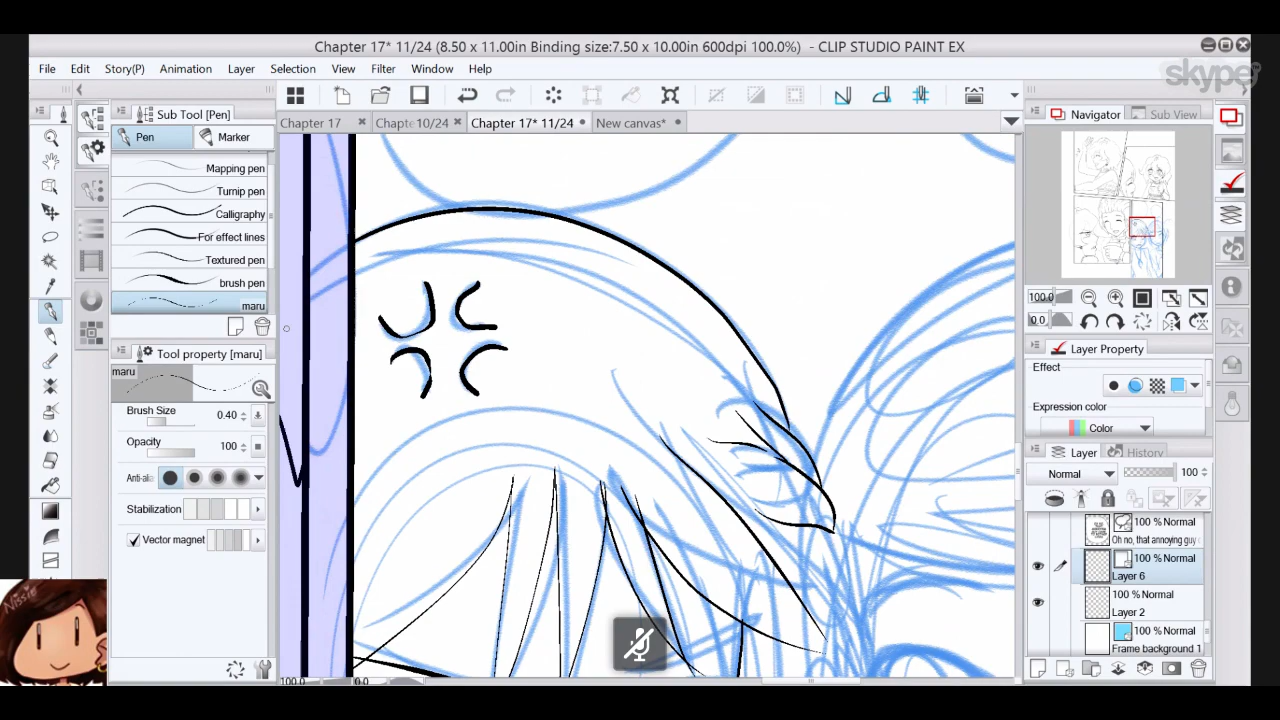 Chapter 17* 11/24 (8.50 x 11.00in Binding size:7.50 x 10.00in 600dpi 100.0%) - CLIP STUDIO PAINT EX
skype
File Edit Story(P) Animation Layer Selection View Filter Window Help
Sub Tool [Pen]
Pen Marker
Mapping pen
Turnip pen
Calligraphy
For effect lines
Textured pen
brush pen
maru
Tool property [maru]
maru
Brush Size 0.40
Opacity 100
Anti-ali
Stabilization
Vector magnet
Nissie
Chapter 17 Chapte 10/24 Chapter 17* 11/24 New canvas*
100.0 0.0
Navigator Sub View
100.0
0.0
Layer Property
Effect
Expression color
Color
Layer History
Normal 100
100 % Normal
Oh no, that annoying guy
100 % Normal
Layer 6
100 % Normal
Layer 2
100 % Normal
Frame background 1